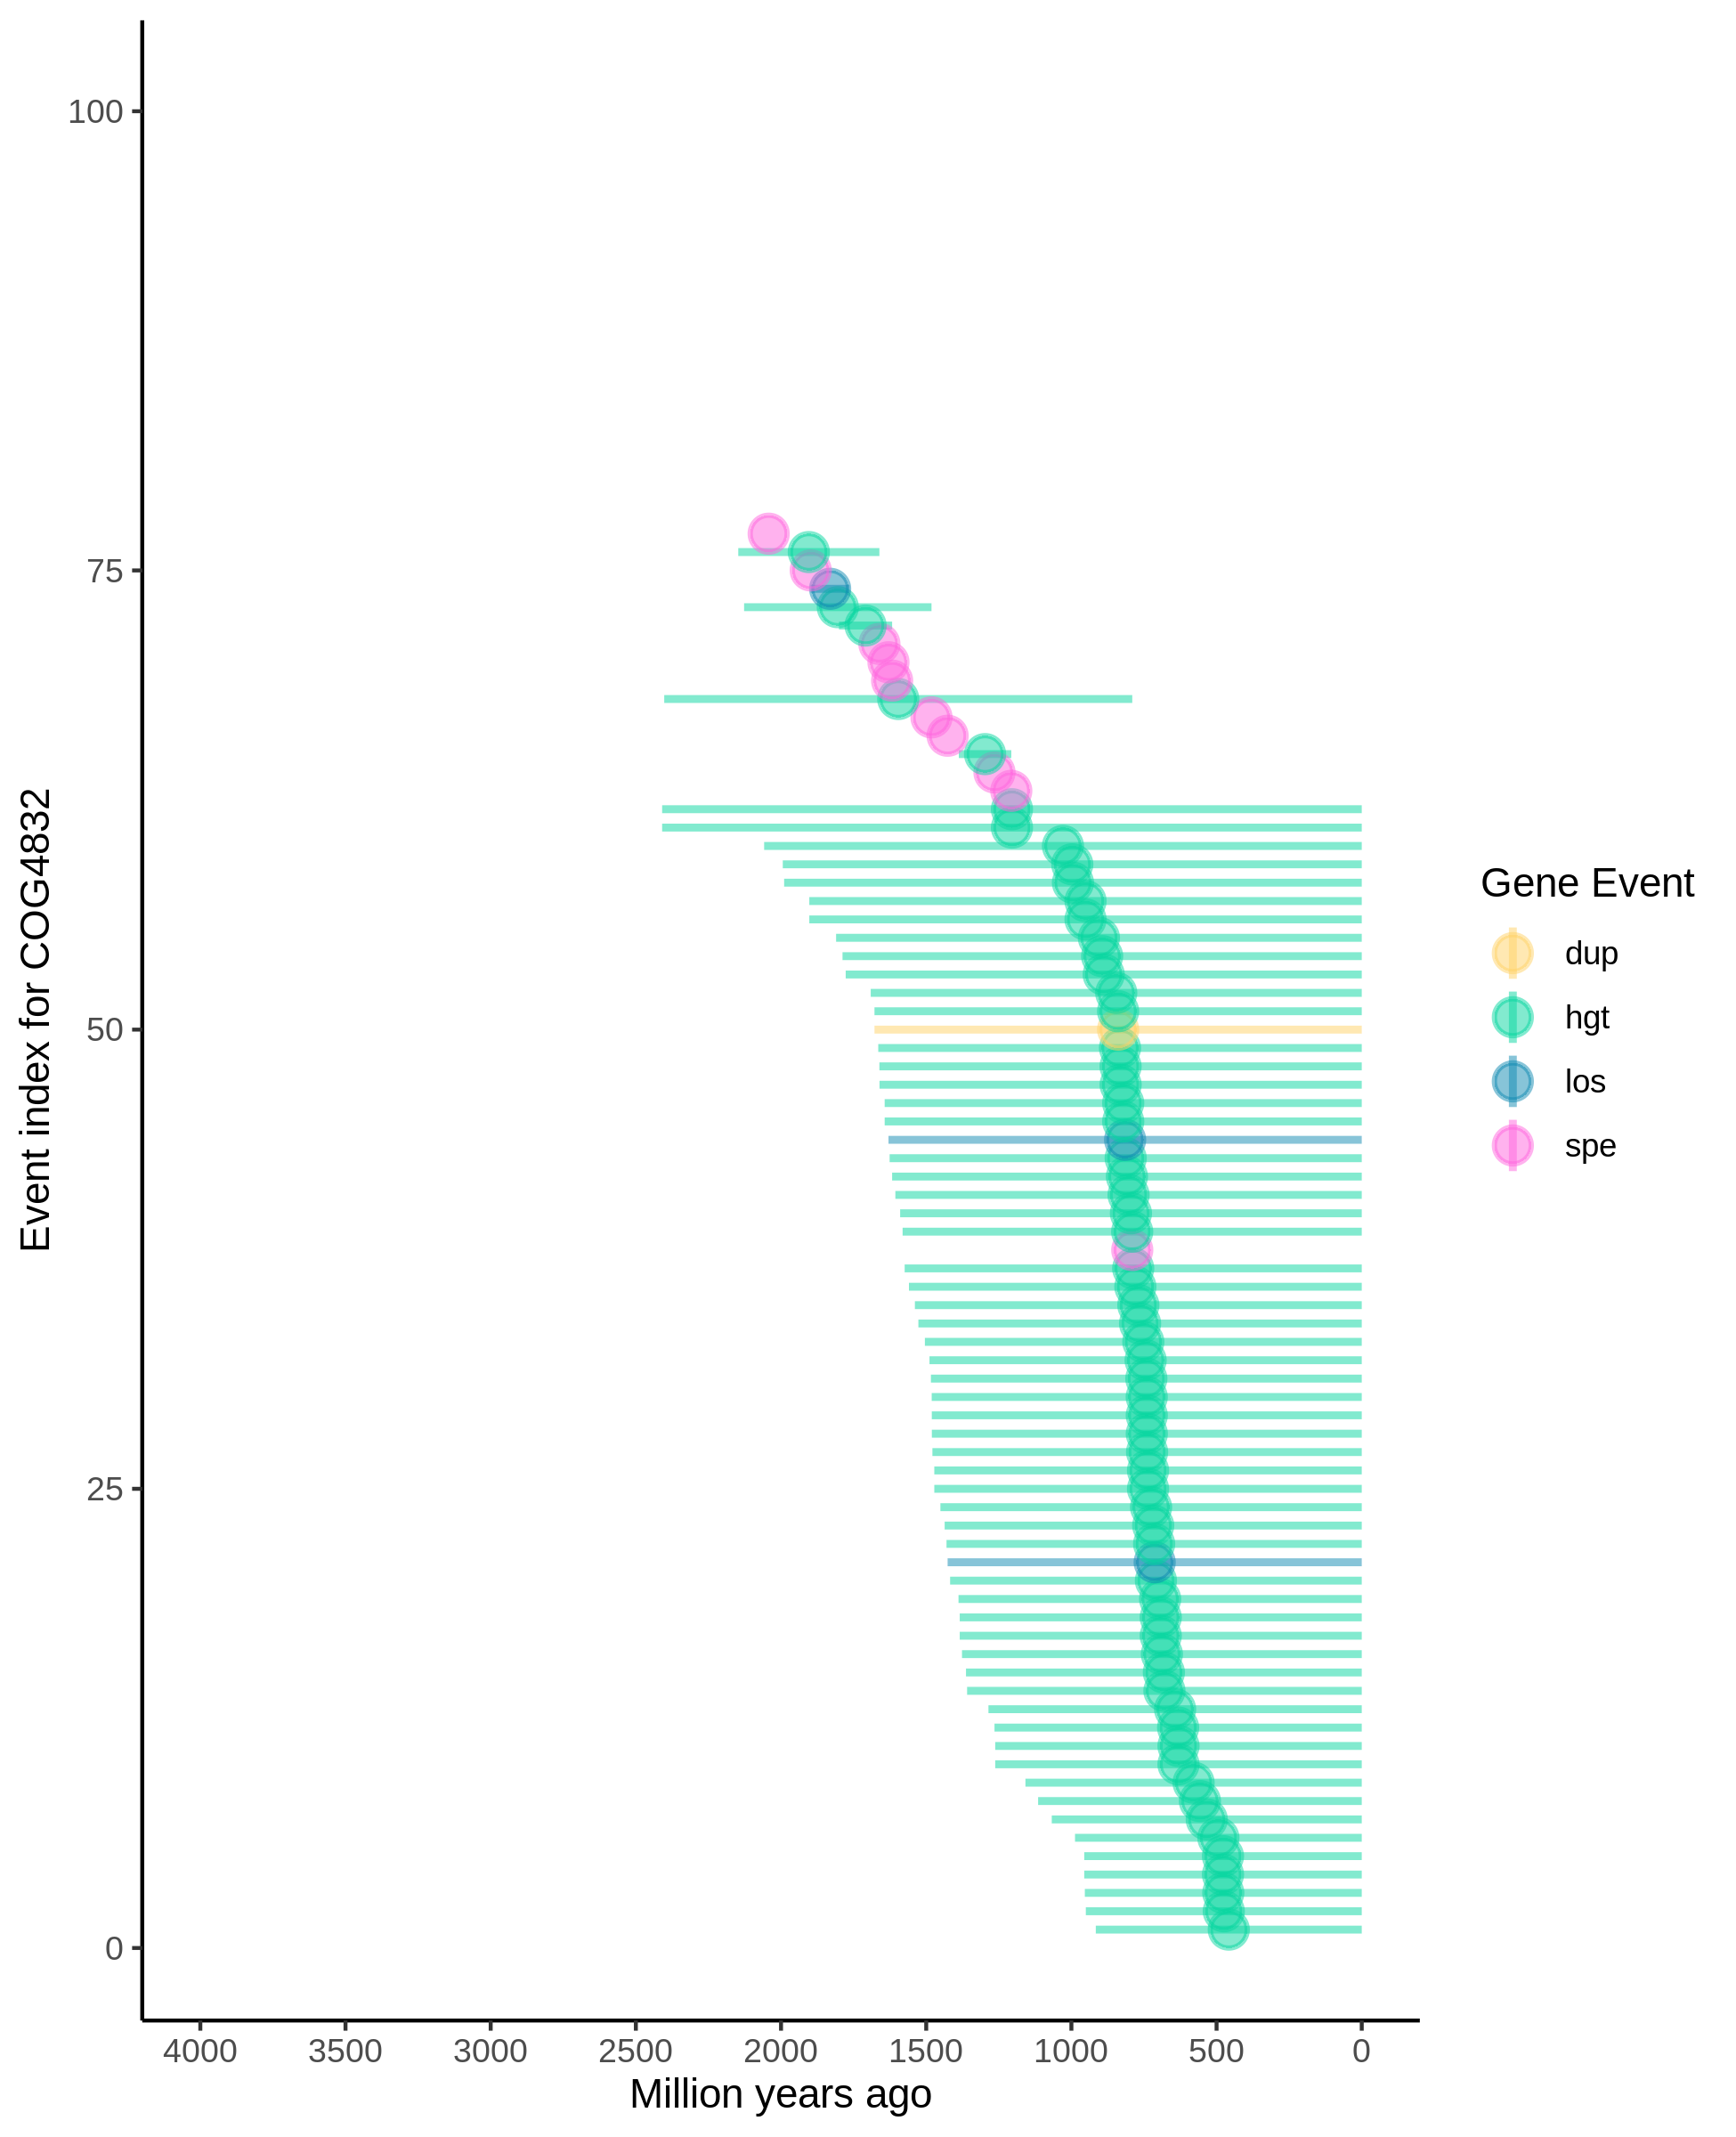 Event index for COG4832
100
75
50
25
0
4000 3500 3000 2500 2000 1500 1000 500 0
Million years ago
Gene Event
dup
hgt
los
spe